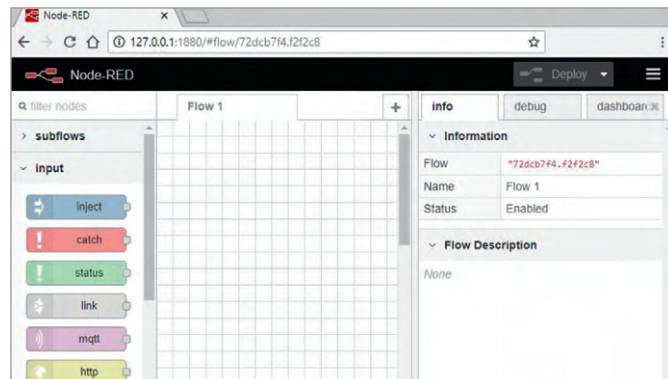 Node-RED
127.0.0.1:1880/#flow/72dcb7f4.f2f2c8
Node-RED
Deploy
filter nodes
Flow 1
+
info
debug
dashboard
subflows
input
inject
catch
status
link
mqtt
http
Information
Flow
"72dcb7f4.f2f2c8"
Name
Flow 1
Status
Enabled
Flow Description
None